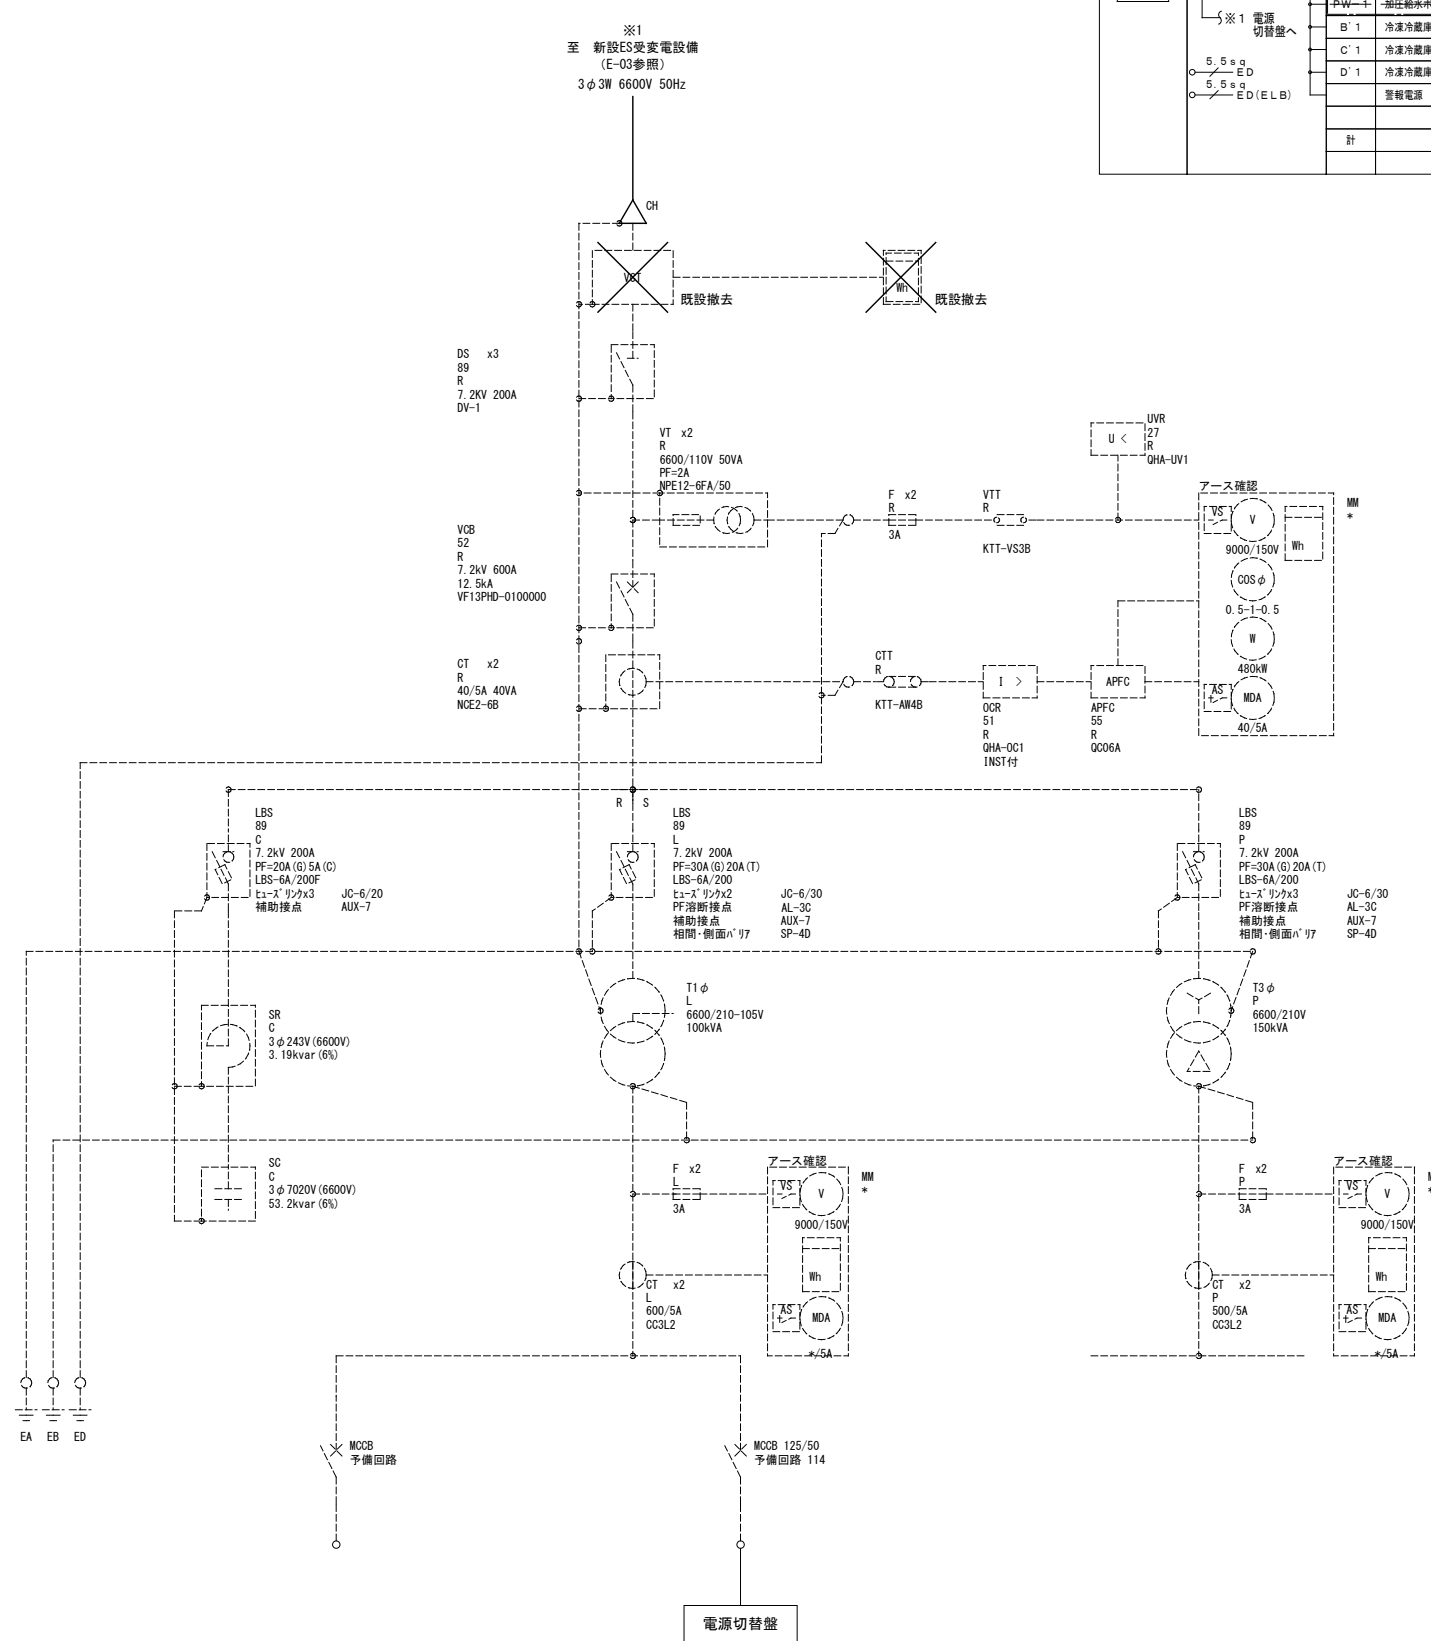 ※1
至 新設ES受変電設備
(E-03参照)
3φ3W 6600V 50Hz
CH
VCT
既設撤去
Wh
既設撤去
※1 電源
切替盤へ
5.5sq
ED
5.5sq
ED(ELB)
PW-1 加圧給水ポ
B'1 冷凍冷蔵庫
C'1 冷凍冷蔵庫
D'1 冷凍冷蔵庫
警報電源
計
DS x3
89
R
7.2KV 200A
DV-1
VT x2
R
6600/110V 50VA
PF=2A
NPE12-6FA/50
F x2
R
3A
VTT
R
KTT-VS3B
U <
UVR
27
R
QHA-UV1
アース確認
MM
*
VS
V
9000/150V
Wh
COSφ
0.5-1-0.5
W
480kW
AS
MDA
40/5A
VCB
52
R
7.2kV 600A
12.5kA
VF13PHD-0100000
CT x2
R
40/5A 40VA
NCE2-6B
CTT
R
KTT-AW4B
I >
OCR
51
R
QHA-OC1
INST付
APFC
APFC
55
R
QC06A
R S
LBS
89
C
7.2kV 200A
PF=20A(G)5A(C)
LBS-6A/200F
ヒューズリンクx3 JC-6/20
補助接点 AUX-7
LBS
89
L
7.2kV 200A
PF=30A(G)20A(T)
LBS-6A/200
ヒューズリンクx2 JC-6/30
PF溶断接点 AL-3C
補助接点 AUX-7
相間・側面バリア SP-4D
LBS
89
P
7.2kV 200A
PF=30A(G)20A(T)
LBS-6A/200
ヒューズリンクx3 JC-6/30
PF溶断接点 AL-3C
補助接点 AUX-7
相間・側面バリア SP-4D
SR
C
3φ243V(6600V)
3.19kvar(6%)
T1φ
L
6600/210-105V
100kVA
T3φ
P
6600/210V
150kVA
SC
C
3φ7020V(6600V)
53.2kvar(6%)
F x2
L
3A
アース確認
MM
*
VS
V
9000/150V
Wh
AS
MDA
*/5A
CT x2
L
600/5A
CC3L2
F x2
P
3A
アース確認
*
VS
V
9000/150V
Wh
AS
MDA
*/5A
CT x2
P
500/5A
CC3L2
EA EB ED
MCCB
予備回路
MCCB 125/50
予備回路 114
電源切替盤